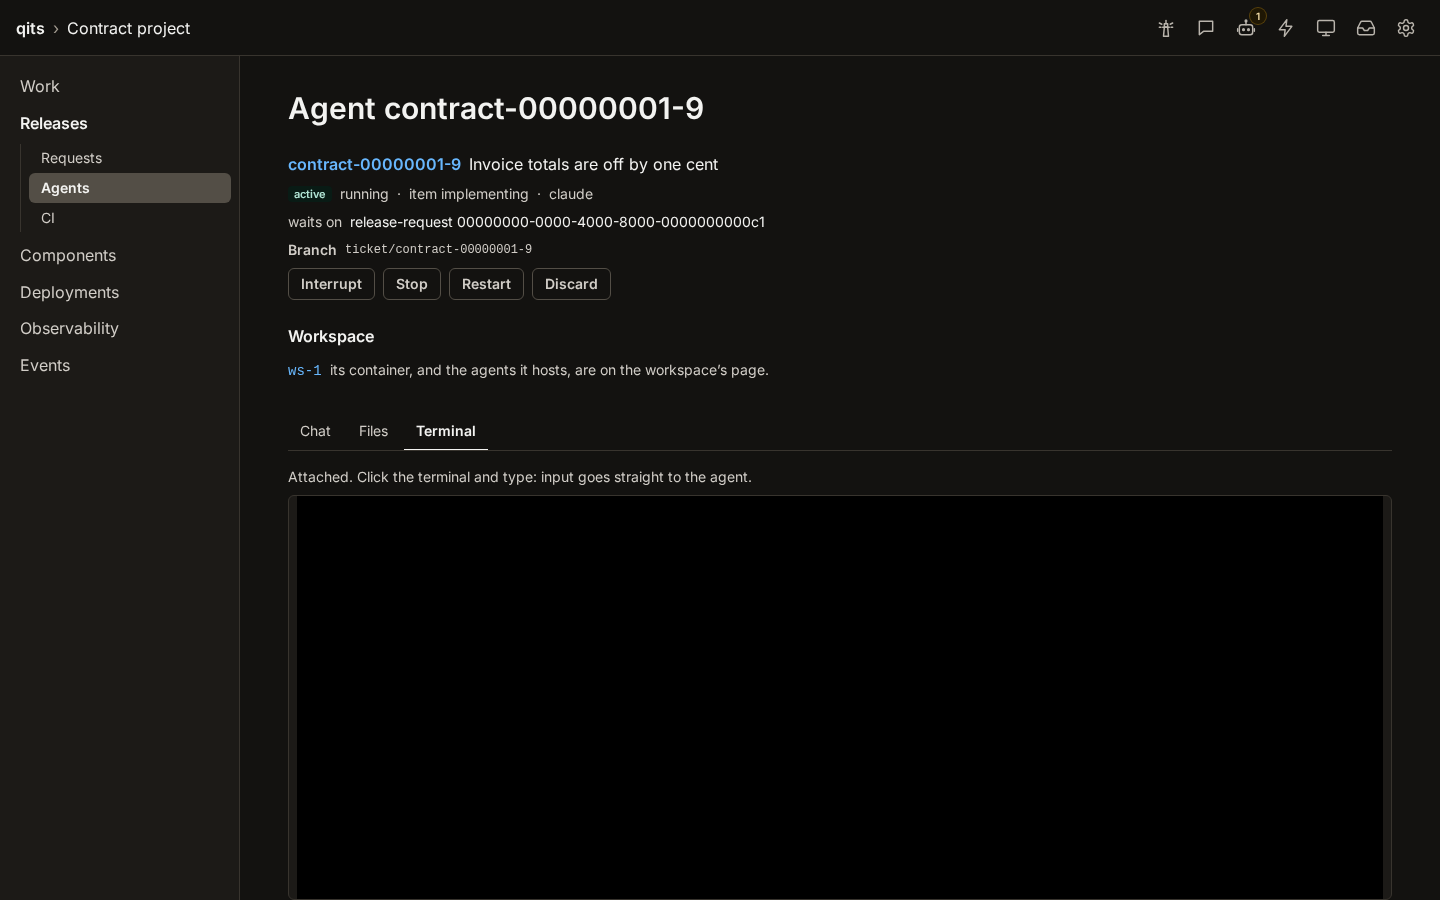 qits › Contract project
1
Work
Releases
Requests
Agents
CI
Components
Deployments
Observability
Events
Agent contract-00000001-9
contract-00000001-9 Invoice totals are off by one cent
active running · item implementing · claude
waits on release-request 00000000-0000-4000-8000-0000000000c1
Branch ticket/contract-00000001-9
Interrupt Stop Restart Discard
Workspace
ws-1 its container, and the agents it hosts, are on the workspace’s page.
Chat Files Terminal
Attached. Click the terminal and type: input goes straight to the agent.